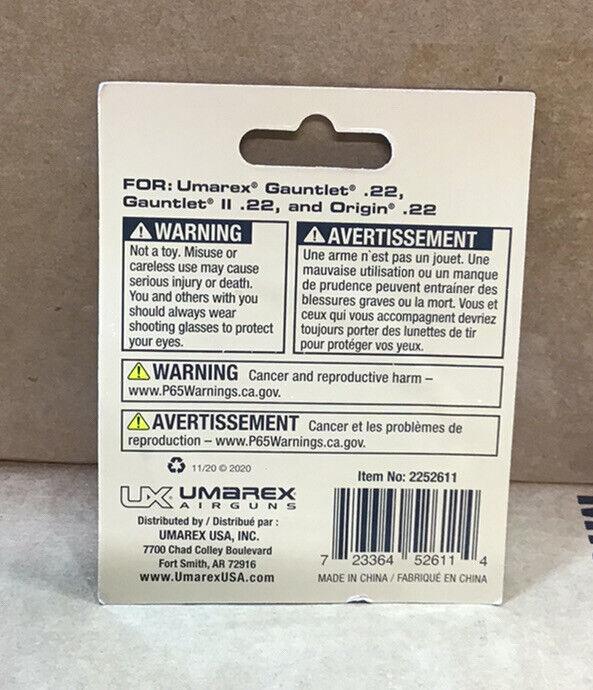 FOR: Umarex® Gauntlet® .22,
Gauntlet® II .22, and Origin® .22
WARNING
Not a toy. Misuse or
careless use may cause
serious injury or death.
You and others with you
should always wear
shooting glasses to protect
your eyes.
AVERTISSEMENT
Une arme n`est pas un jouet. Une
mauvaise utilisation ou un manque
de prudence peuvent entraîner des
blessures graves ou la mort. Vous et
ceux qui vous accompagnent devriez
toujours porter des lunettes de tir
pour protéger vos yeux.
WARNING Cancer and reproductive harm –
www.P65Warnings.ca.gov.
AVERTISSEMENT Cancer et les problèmes de
reproduction – www.P65Warnings.ca.gov.
11/20 © 2020
UX UMAREX
AIRGUNS
Distributed by / Distribué par :
UMAREX USA, INC.
7700 Chad Colley Boulevard
Fort Smith, AR 72916
www.UmarexUSA.com
Item No: 2252611
7 23364 52611 4
MADE IN CHINA / FABRIQUÉ EN CHINA